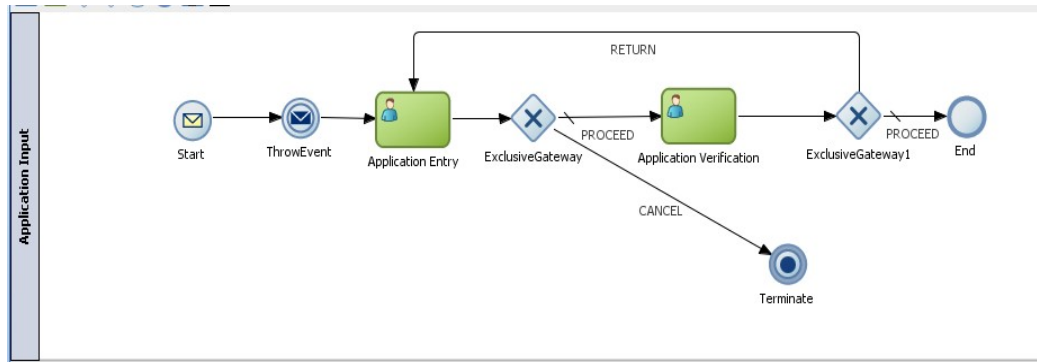 Application Input
RETURN
Start
ThrowEvent
Application Entry
ExclusiveGateway
PROCEED
Application Verification
ExclusiveGateway1
PROCEED
End
CANCEL
Terminate